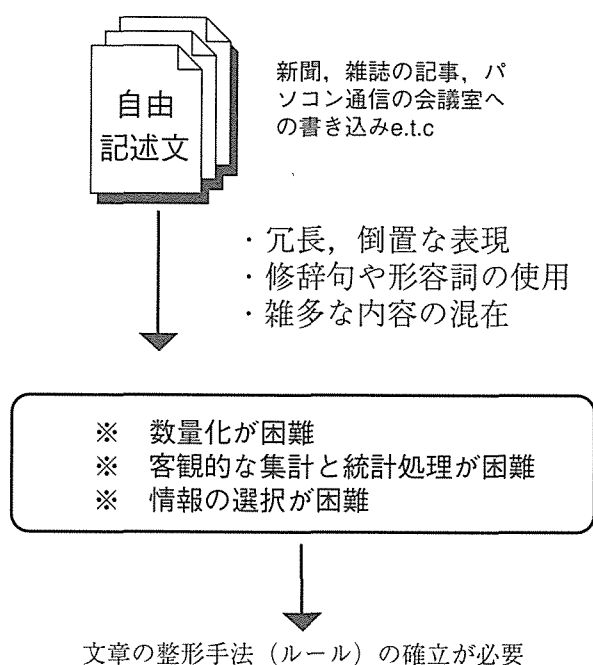 自由
記述文
新聞，雑誌の記事，パ
ソコン通信の会議室へ
の書き込みe.t.c
・冗長，倒置な表現
・修辞句や形容詞の使用
・雑多な内容の混在
※　数量化が困難
※　客観的な集計と統計処理が困難
※　情報の選択が困難
文章の整形手法（ルール）の確立が必要